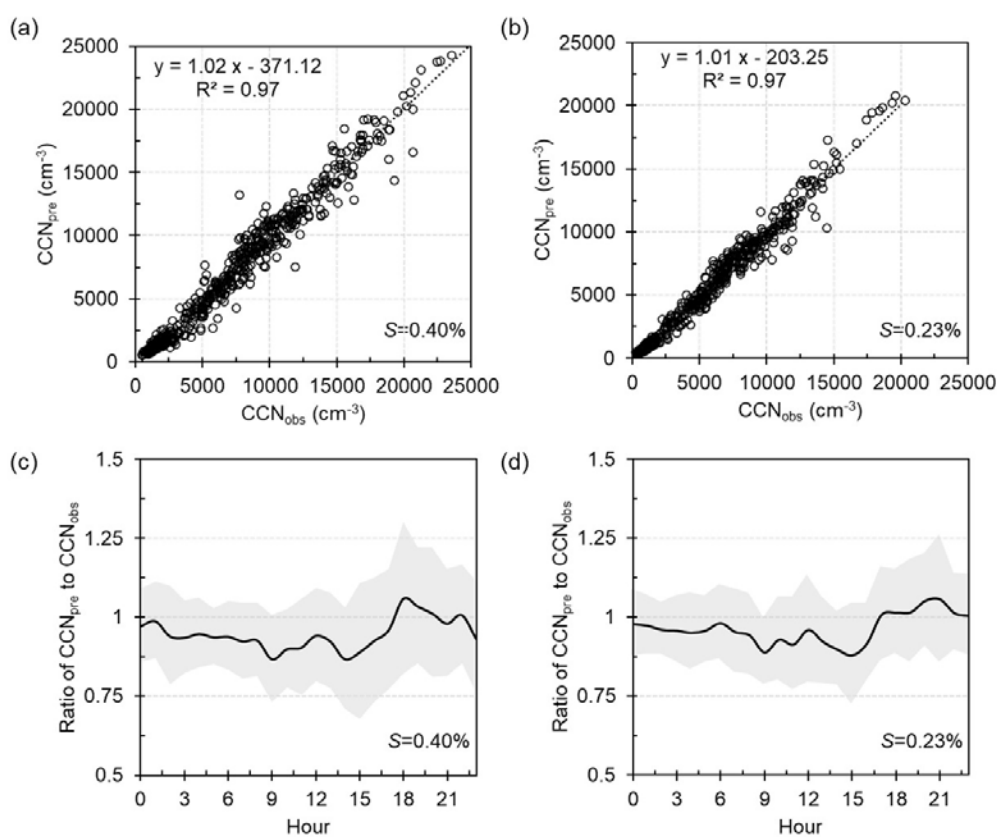 (a)
25000
20000
15000
10000
5000
0
CCNpre (cm-3)
y = 1.02 x - 371.12
R² = 0.97
S=0.40%
0 5000 10000 15000 20000 25000
CCNobs (cm-3)
(b)
25000
20000
15000
10000
5000
0
CCNpre (cm-3)
y = 1.01 x - 203.25
R² = 0.97
S=0.23%
0 5000 10000 15000 20000 25000
CCNobs (cm-3)
(c)
1.5
1.25
1
0.75
0.5
Ratio of CCNpre to CCNobs
S=0.40%
0 3 6 9 12 15 18 21
Hour
(d)
1.5
1.25
1
0.75
0.5
Ratio of CCNpre to CCNobs
S=0.23%
0 3 6 9 12 15 18 21
Hour